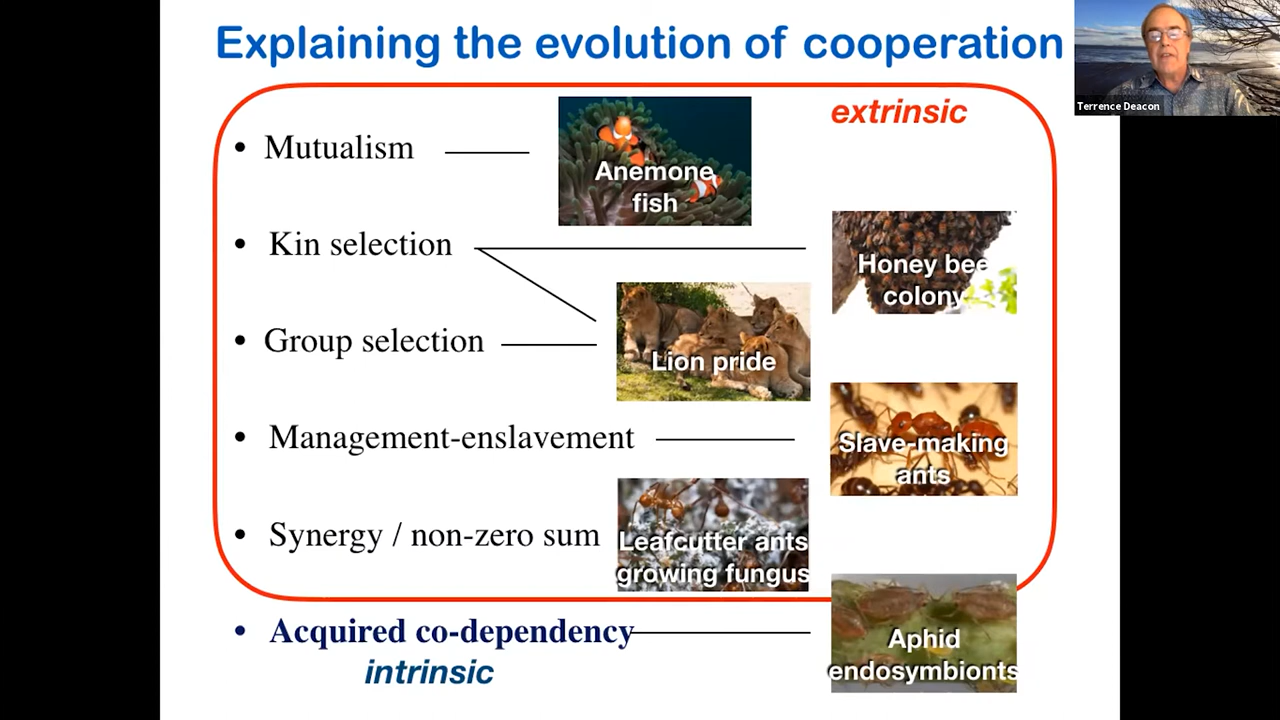 Explaining the evolution of cooperation
Terrence Deacon
extrinsic
• Mutualism
Anemone
fish
• Kin selection
Honey bee
colony
• Group selection
Lion pride
• Management-enslavement
Slave-making
ants
• Synergy / non-zero sum
Leafcutter ants
growing fungus
• Acquired co-dependency
intrinsic
Aphid
endosymbionts